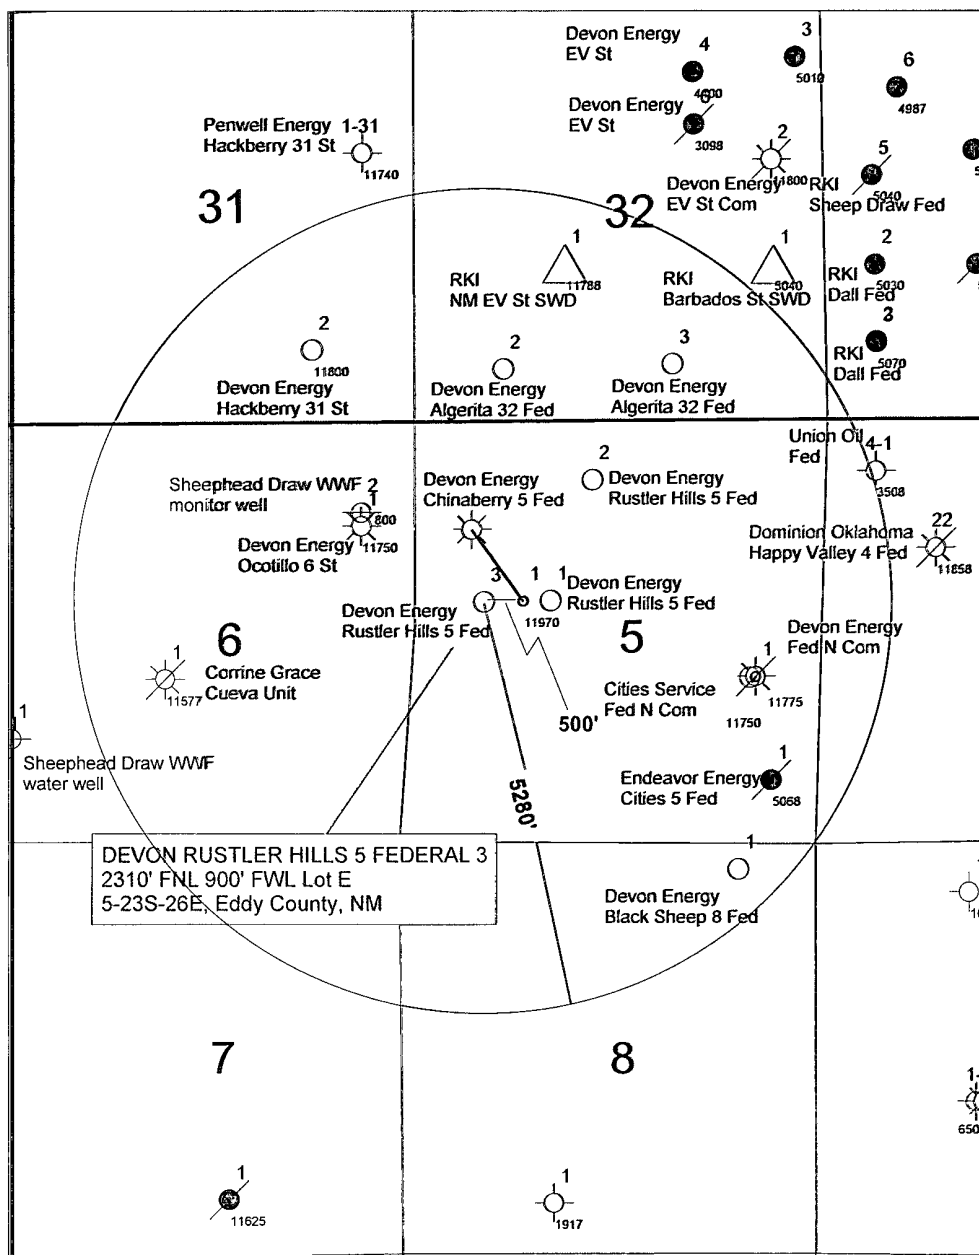 Devon Energy
EV St
4
4600
3
5010
6
4987
Devon Energy
EV St
6
3098
Penwell Energy
Hackberry 31 St
1-31
11740
2
11800
Devon Energy
EV St Com
5
5040
RKI
Sheep Draw Fed
31
32
1
11788
RKI
NM EV St SWD
1
5040
RKI
Barbados St SWD
2
5030
RKI
Dall Fed
5070
RKI
Dall Fed
2
11800
Devon Energy
Hackberry 31 St
2
Devon Energy
Algerita 32 Fed
3
Devon Energy
Algerita 32 Fed
Union Oil
Fed
4-1
3508
Sheephead Draw WWF
monitor well
2
1
800
11750
Devon Energy
Ocotillo 6 St
Devon Energy
Chinaberry 5 Fed
2
Devon Energy
Rustler Hills 5 Fed
22
Dominion Oklahoma
Happy Valley 4 Fed
11858
3
Devon Energy
Rustler Hills 5 Fed
1
11970
1
Devon Energy
Rustler Hills 5 Fed
6
5
1
11577
Corrine Grace
Cueva Unit
Devon Energy
Fed N Com
1
11775
Cities Service
Fed N Com
11750
500'
1
Sheephead Draw WWF
water well
5280'
Endeavor Energy
Cities 5 Fed
1
5068
DEVON RUSTLER HILLS 5 FEDERAL 3
2310' FNL 900' FWL Lot E
5-23S-26E, Eddy County, NM
1
Devon Energy
Black Sheep 8 Fed
7
8
1
11625
1
1917